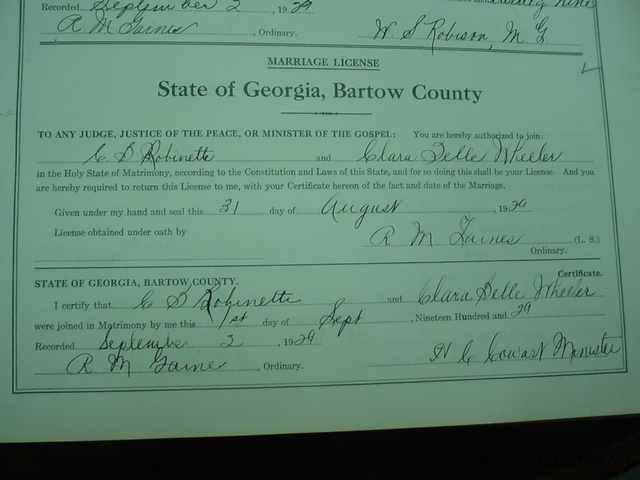 Recorded September 2, 1929
R. M. Gaines, Ordinary. W. S. Robison, M. G
MARRIAGE LICENSE
State of Georgia, Bartow County
TO ANY JUDGE, JUSTICE OF THE PEACE, OR MINISTER OF THE GOSPEL: You are hereby authorized to join:
C S Robinette and Clara Belle Wheeler
in the Holy State of Matrimony, according to the Constitution and Laws of this State, and for so doing this shall be your License. And you
are hereby required to return this License to me, with your Certificate hereon of the fact and date of the Marriage.
Given under my hand and seal this 31 day of August, 1929
License obtained under oath by
R M Gaines (L. S.)
Ordinary.
Certificate.
STATE OF GEORGIA, BARTOW COUNTY.
I certify that C S Robinette and Clara Belle Wheeler
were joined in Matrimony by me this 1st day of Sept, Nineteen Hundred and 29
Recorded September 2, 1929
R M Gaines, Ordinary. H C Cowart Minister